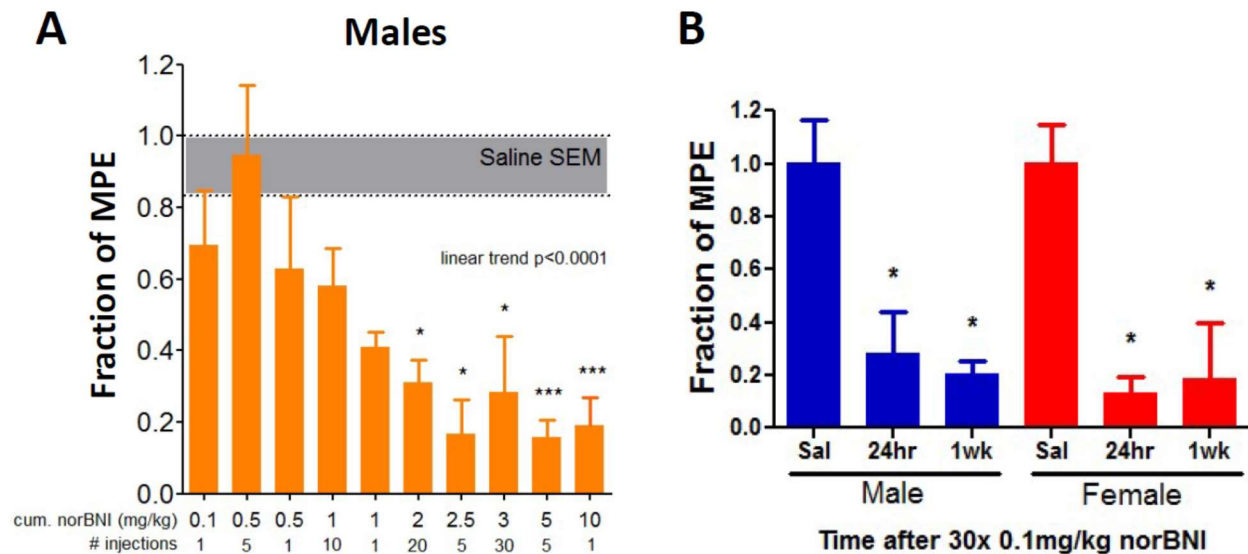 A
Males
Fraction of MPE
1.2
1.0
0.8
0.6
0.4
0.2
0.0
Saline SEM
linear trend p<0.0001
* * * *** ***
cum. norBNI (mg/kg) 0.1 0.5 0.5 1 1 2 2.5 3 5 10
# injections 1 5 1 10 1 20 5 30 5 1
B
Fraction of MPE
1.2
1.0
0.8
0.6
0.4
0.2
0.0
* * * *
Sal 24hr 1wk Sal 24hr 1wk
Male Female
Time after 30x 0.1mg/kg norBNI